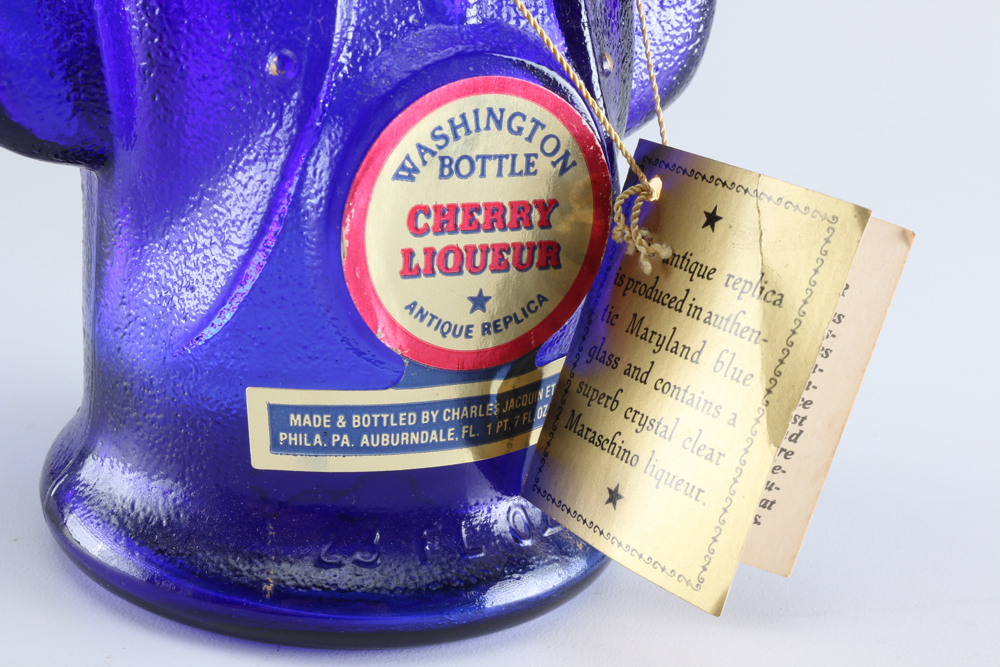 WASHINGTON
BOTTLE
CHERRY
LIQUEUR
ANTIQUE REPLICA
MADE & BOTTLED BY CHARLES JACQUIN ET
PHILA. PA. AUBURNDALE, FL. 1 PT. 7 FL. OZ
antique replica
is produced in authen-
tic Maryland blue
glass and contains a
superb crystal clear
Maraschino liqueur.
FL OZ